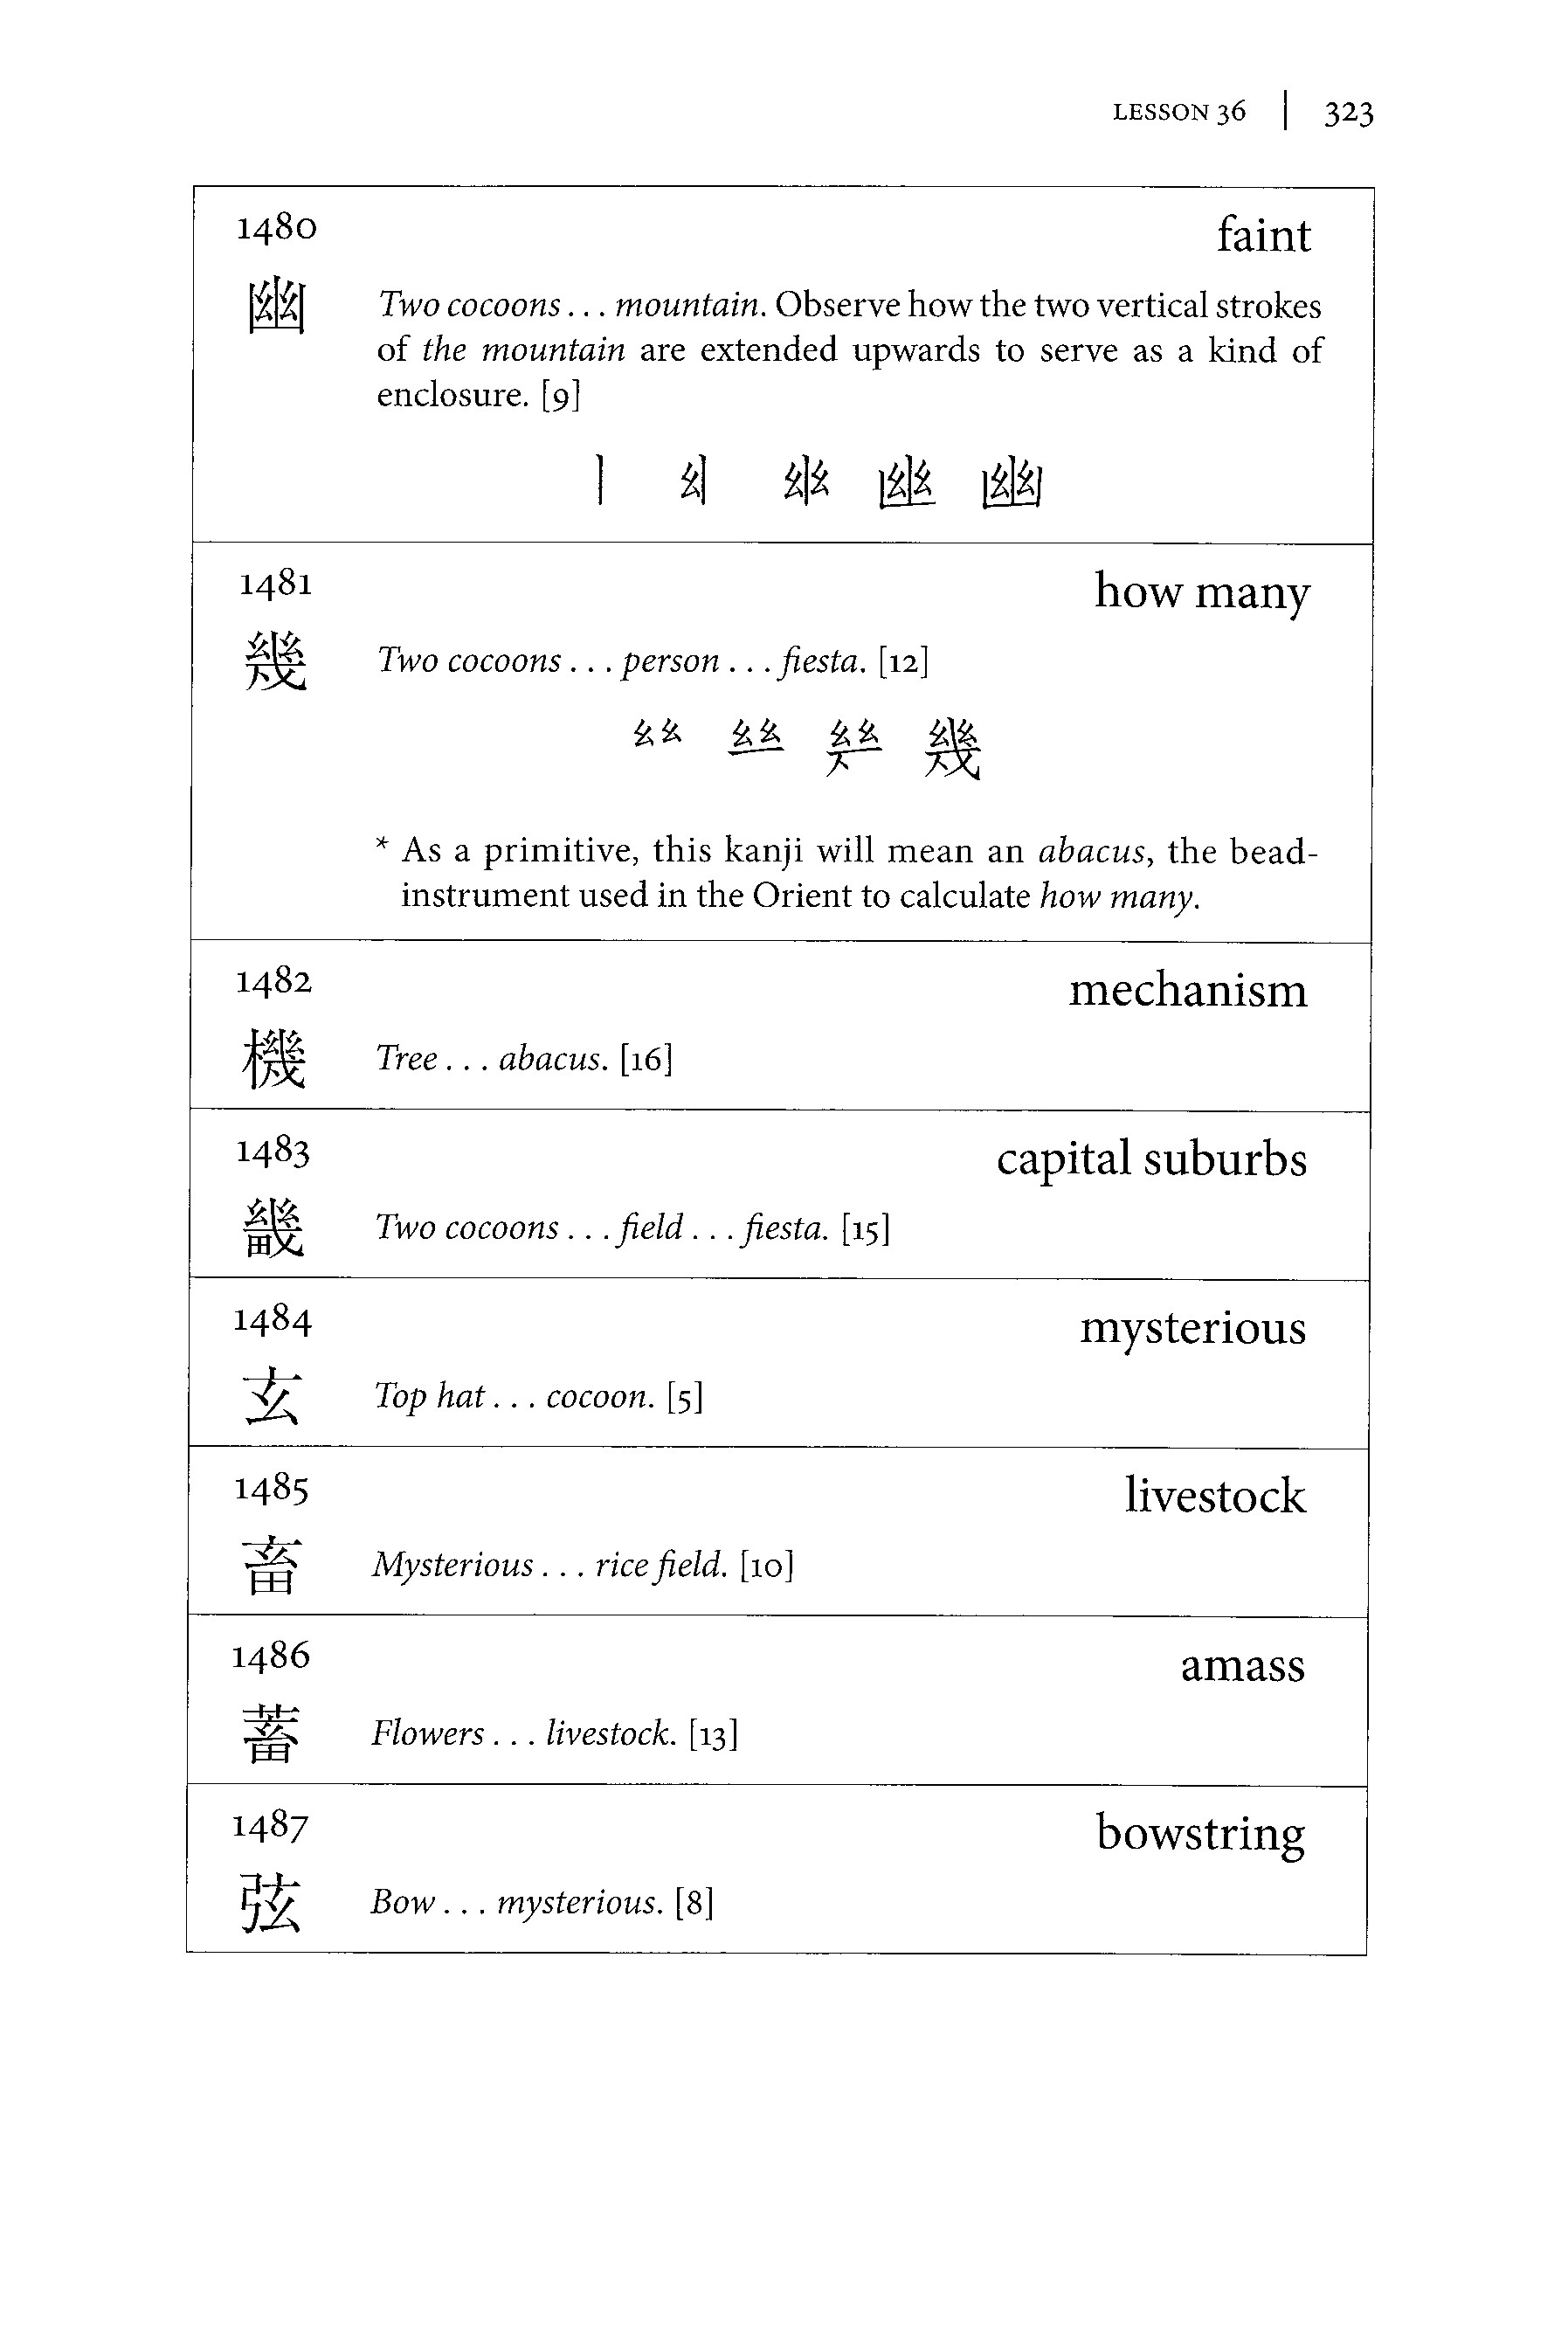 LESSON 36 | 323
1480 faint
幽 Two cocoons . . . mountain. Observe how the two vertical strokes
of the mountain are extended upwards to serve as a kind of
enclosure. [9]
幽
1481 how many
幾 Two cocoons . . . person . . . fiesta. [12]
幺幺 幾
* As a primitive, this kanji will mean an abacus, the bead-
instrument used in the Orient to calculate how many.
1482 mechanism
機 Tree . . . abacus. [16]
1483 capital suburbs
畿 Two cocoons . . . field . . . fiesta. [15]
1484 mysterious
玄 Top hat . . . cocoon. [5]
1485 livestock
畜 Mysterious . . . rice field. [10]
1486 amass
蓄 Flowers . . . livestock. [13]
1487 bowstring
弦 Bow . . . mysterious. [8]